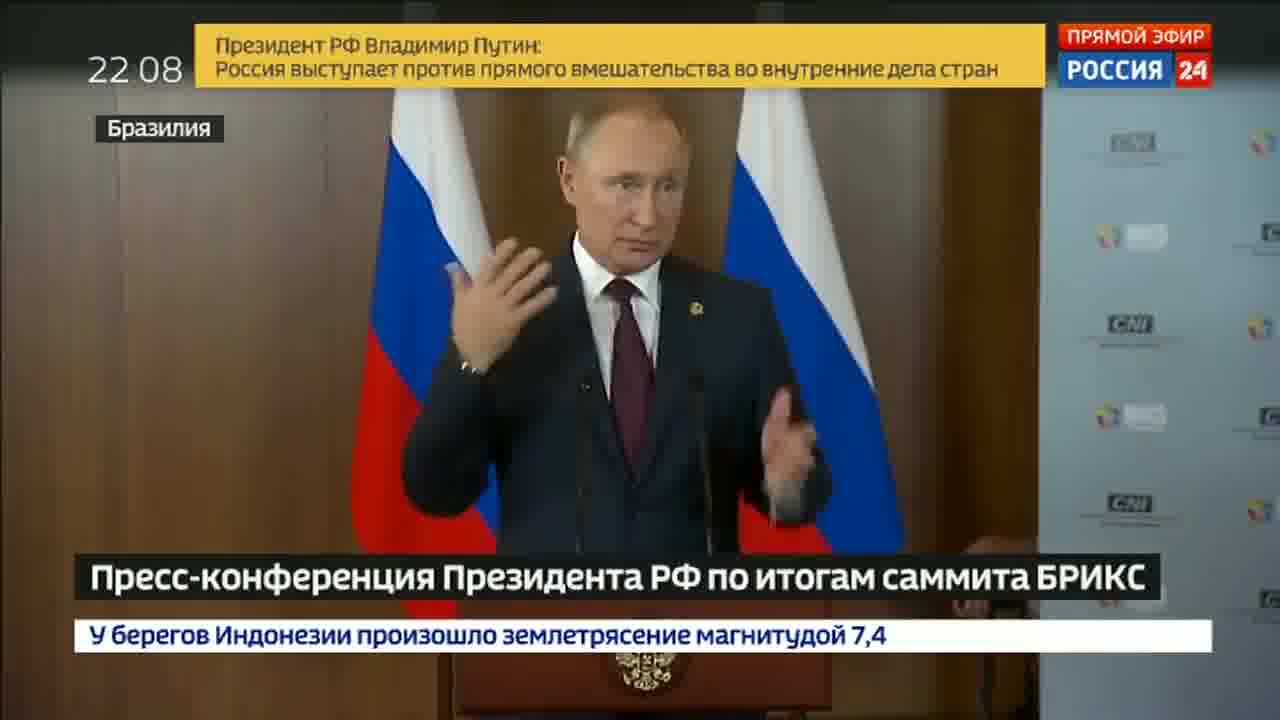 22 08
Президент РФ Владимир Путин:
Россия выступает против прямого вмешательства во внутренние дела стран
ПРЯМОЙ ЭФИР
РОССИЯ 24
Бразилия
CNI
CNI
CNI
Пресс-конференция Президента РФ по итогам саммита БРИКС
У берегов Индонезии произошло землетрясение магнитудой 7,4